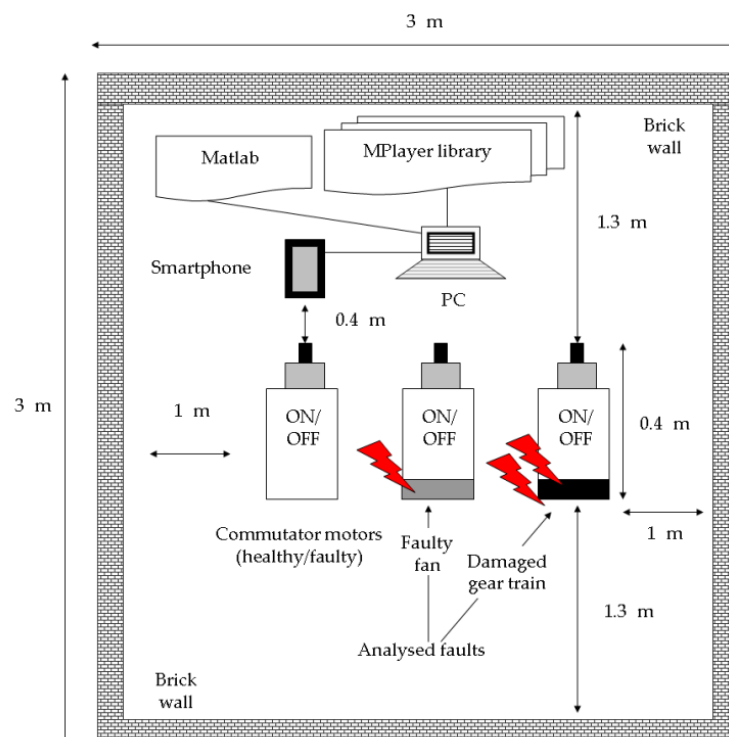 3 m
Matlab
MPlayer library
Brick
wall
1.3 m
Smartphone
PC
0.4 m
3 m
1 m
ON/
OFF
ON/
OFF
ON/
OFF
0.4 m
Commutator motors
(healthy/faulty)
Faulty
fan
Damaged
gear train
1 m
1.3 m
Analysed faults
Brick
wall